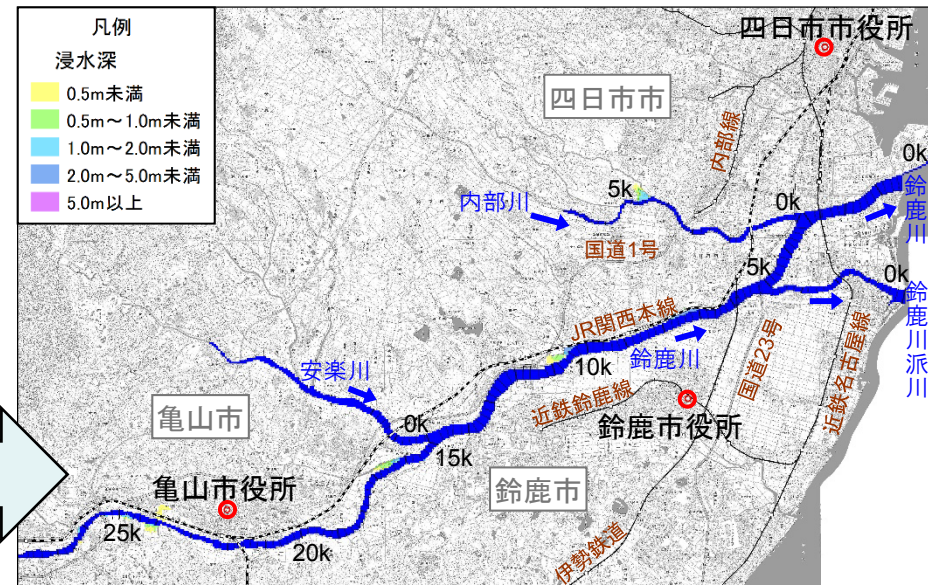 凡例
浸水深
0.5m未満
0.5m～1.0m未満
1.0m～2.0m未満
2.0m～5.0m未満
5.0m以上
四日市市役所
四日市市
内部線
0k
5k
内部川
0k
鈴鹿川
国道1号
5k
0k
JR関西本線
鈴鹿川派川
10k
鈴鹿川
国道23号
安楽川
近鉄鈴鹿線
近鉄名古屋線
亀山市
0k
鈴鹿市役所
15k
亀山市役所
鈴鹿市
25k
20k
伊勢鉄道